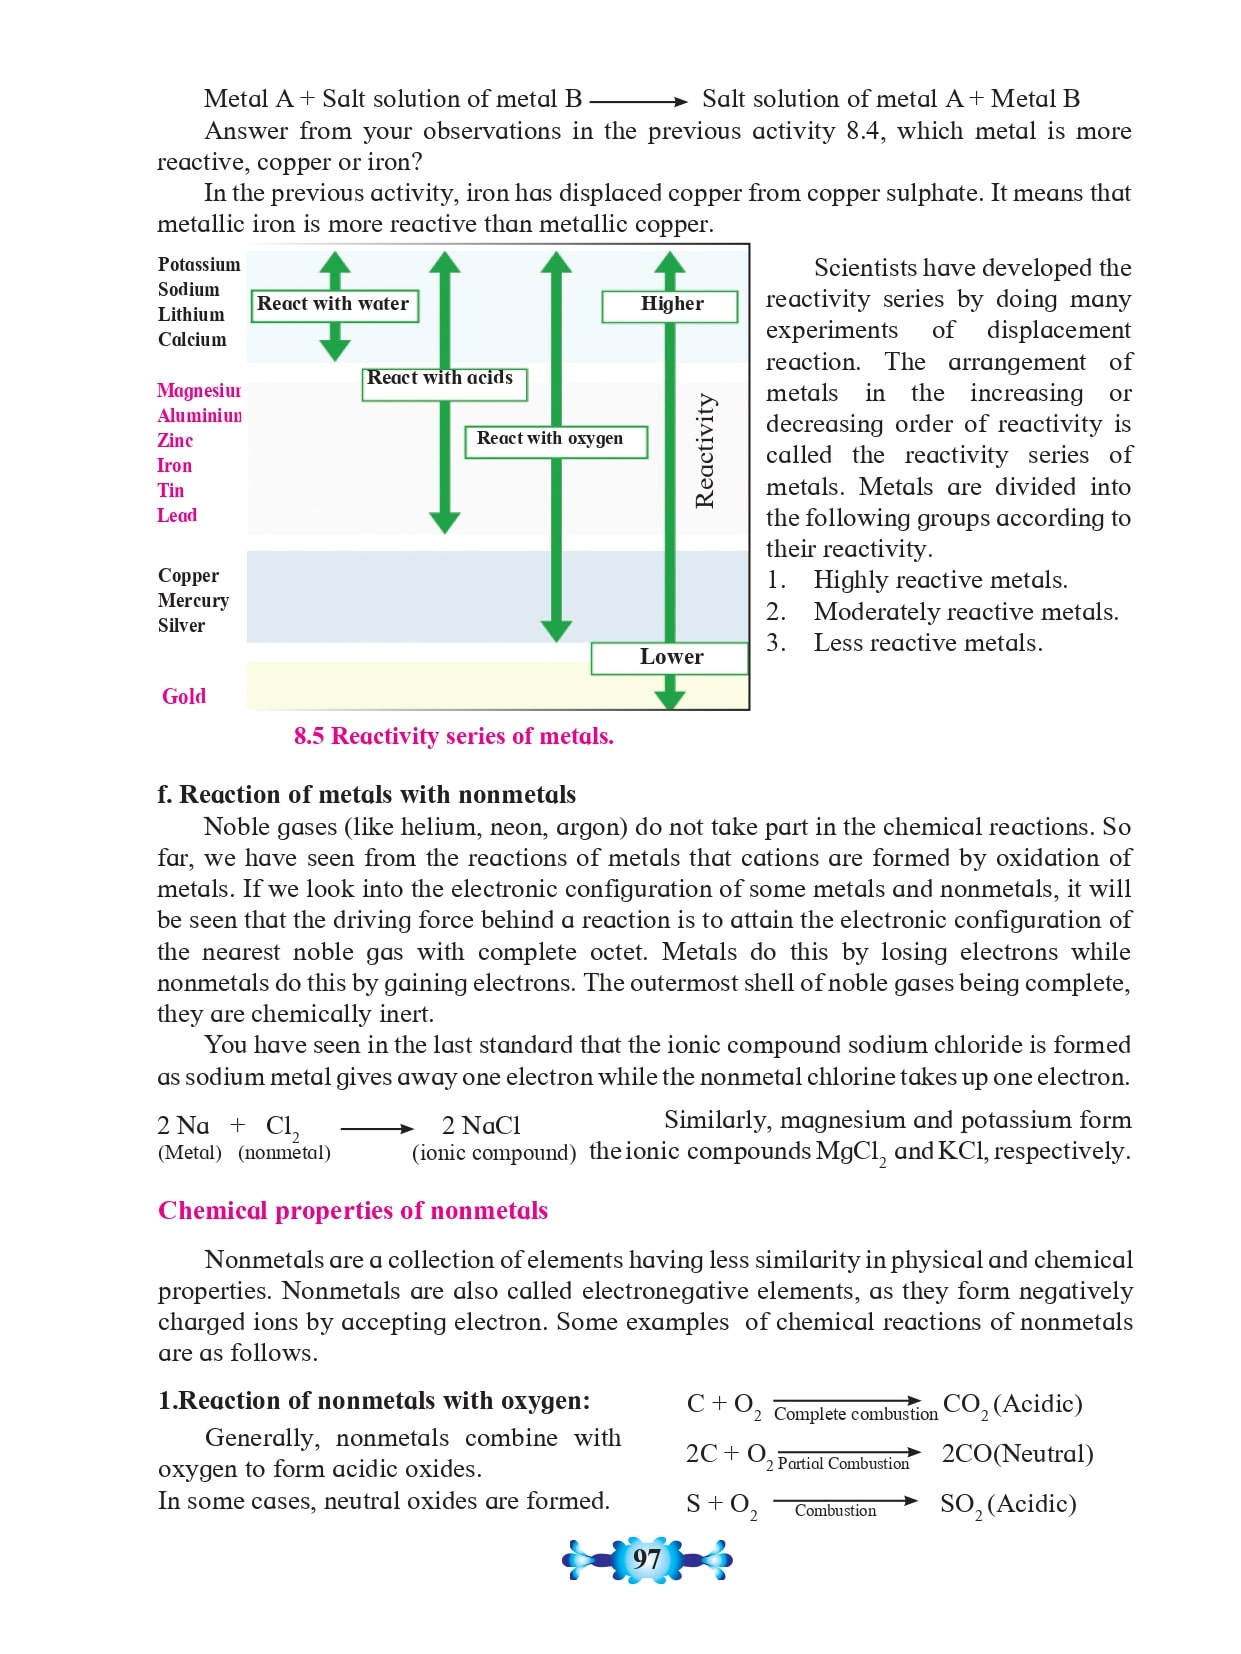 Metal A + Salt solution of metal B ⟶ Salt solution of metal A + Metal B
Answer from your observations in the previous activity 8.4, which metal is more
reactive, copper or iron?
In the previous activity, iron has displaced copper from copper sulphate. It means that
metallic iron is more reactive than metallic copper.
Potassium
Sodium
Lithium
Calcium
Magnesiur
Aluminiun
Zinc
Iron
Tin
Lead
Copper
Mercury
Silver
Gold
React with water
React with acids
React with oxygen
Higher
Reactivity
Lower
8.5 Reactivity series of metals.
Scientists have developed the
reactivity series by doing many
experiments of displacement
reaction. The arrangement of
metals in the increasing or
decreasing order of reactivity is
called the reactivity series of
metals. Metals are divided into
the following groups according to
their reactivity.
1. Highly reactive metals.
2. Moderately reactive metals.
3. Less reactive metals.
f. Reaction of metals with nonmetals
Noble gases (like helium, neon, argon) do not take part in the chemical reactions. So
far, we have seen from the reactions of metals that cations are formed by oxidation of
metals. If we look into the electronic configuration of some metals and nonmetals, it will
be seen that the driving force behind a reaction is to attain the electronic configuration of
the nearest noble gas with complete octet. Metals do this by losing electrons while
nonmetals do this by gaining electrons. The outermost shell of noble gases being complete,
they are chemically inert.
You have seen in the last standard that the ionic compound sodium chloride is formed
as sodium metal gives away one electron while the nonmetal chlorine takes up one electron.
2 Na + Cl₂ ⟶ 2 NaCl
(Metal) (nonmetal) (ionic compound)
Similarly, magnesium and potassium form
the ionic compounds MgCl₂ and KCl, respectively.
Chemical properties of nonmetals
Nonmetals are a collection of elements having less similarity in physical and chemical
properties. Nonmetals are also called electronegative elements, as they form negatively
charged ions by accepting electron. Some examples of chemical reactions of nonmetals
are as follows.
1.Reaction of nonmetals with oxygen:
Generally, nonmetals combine with
oxygen to form acidic oxides.
In some cases, neutral oxides are formed.
C + O₂ ⟶ CO₂ (Acidic)
Complete combustion
2C + O₂ ⟶ 2CO(Neutral)
Partial Combustion
S + O₂ ⟶ SO₂ (Acidic)
Combustion
97